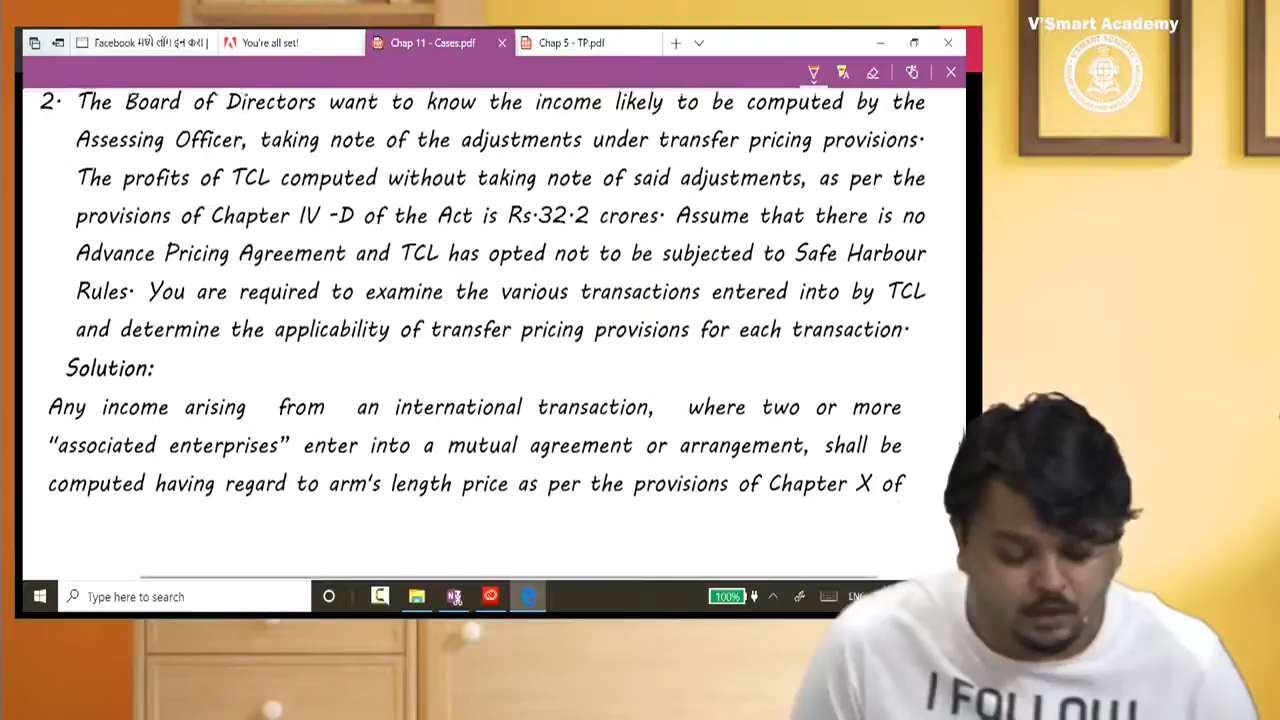 V'Smart Academy
Facebook मध्ये लॉग इन करा |
You're all set!
Chap 11 - Cases.pdf
Chap 5 - TP.pdf
2. The Board of Directors want to know the income likely to be computed by the
Assessing Officer, taking note of the adjustments under transfer pricing provisions.
The profits of TCL computed without taking note of said adjustments, as per the
provisions of Chapter IV -D of the Act is Rs.32.2 crores. Assume that there is no
Advance Pricing Agreement and TCL has opted not to be subjected to Safe Harbour
Rules. You are required to examine the various transactions entered into by TCL
and determine the applicability of transfer pricing provisions for each transaction.
Solution:
Any income arising from an international transaction, where two or more
“associated enterprises” enter into a mutual agreement or arrangement, shall be
computed having regard to arm's length price as per the provisions of Chapter X of
Type here to search
100%
ENG
I FOLLOW